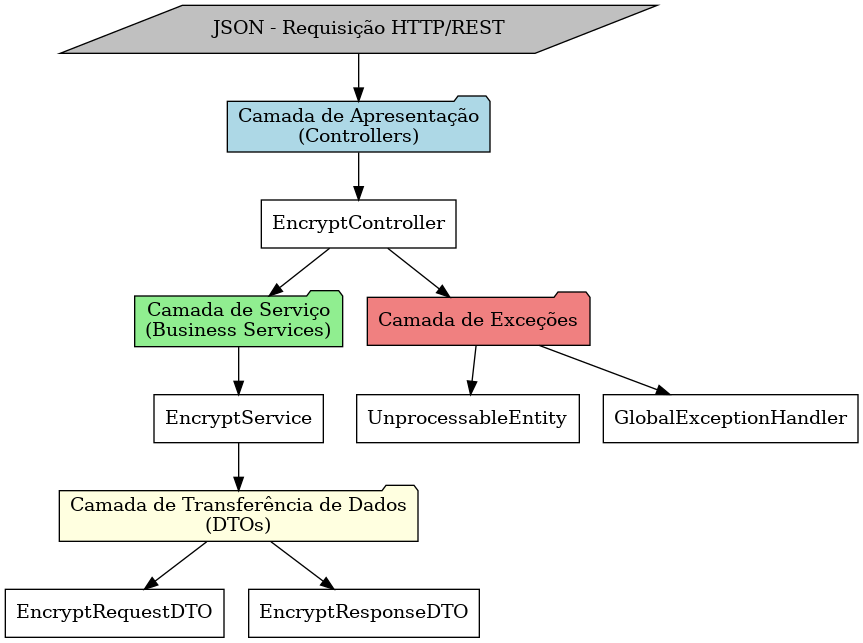 JSON - Requisição HTTP/REST
Camada de Apresentação
(Controllers)
EncryptController
Camada de Serviço
(Business Services)
Camada de Exceções
EncryptService
UnprocessableEntity
GlobalExceptionHandler
Camada de Transferência de Dados
(DTOs)
EncryptRequestDTO
EncryptResponseDTO